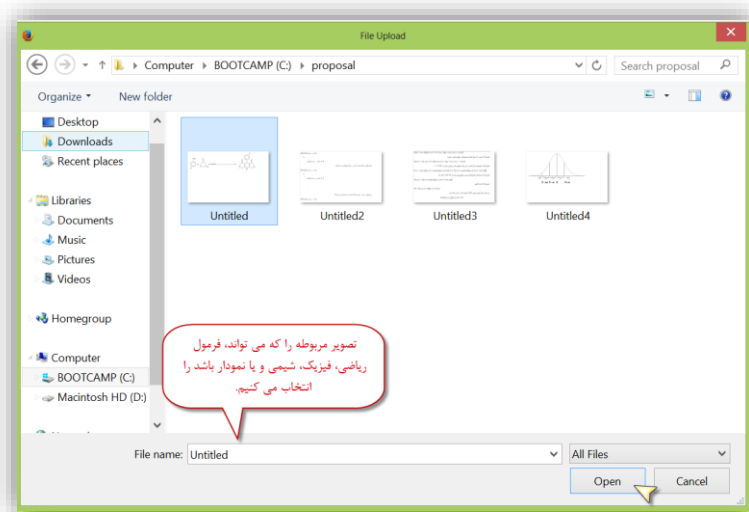 File Upload
Computer BOOTCAMP (C:) proposal
Search proposal
Organize New folder
Desktop
Downloads
Recent places
Libraries
Documents
Music
Pictures
Videos
Homegroup
Computer
BOOTCAMP (C:)
Macintosh HD (D:)
Untitled
Untitled2
Untitled3
Untitled4
تصویر مربوطه را که می تواند، فرمول
ریاضی، فیزیک، شیمی و یا نمودار باشد را
انتخاب می کنیم.
File name: Untitled
All Files
Open
Cancel